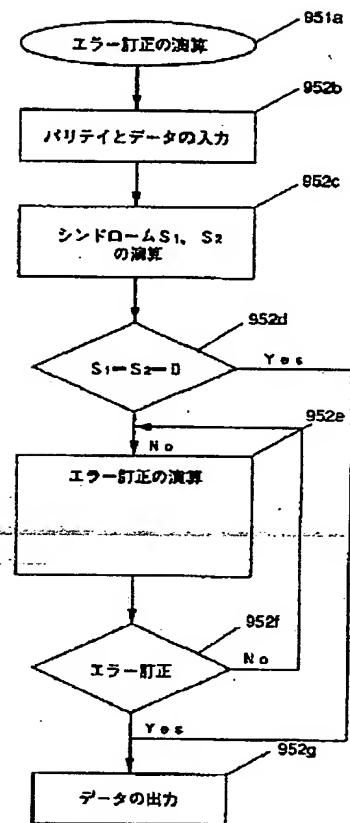 951a
エラー訂正の演算
952b
パリティとデータの入力
952c
シンドロームS₁、S₂
の演算
952d
S₁=S₂=0
Yes
952e
No
エラー訂正の演算
952f
エラー訂正
No
Yes
952g
データの出力